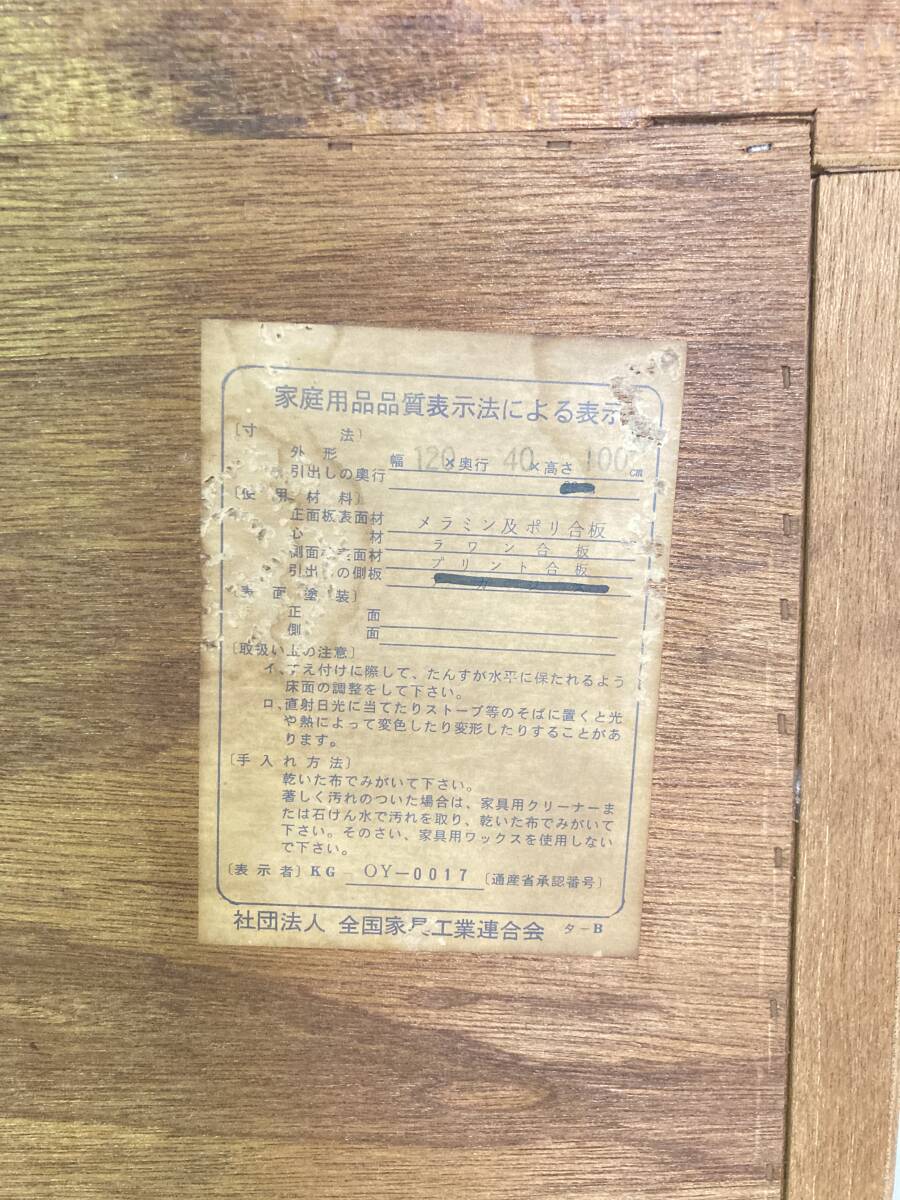 家庭用品品質表示法による表示
〔寸法〕
外形 幅 120 ×奥行 40 ×高さ 100 cm
引出しの奥行
〔使用材料〕
正面板表面材 メラミン及ポリ合板
心材 ラワン合板
側面 面材 プリント合板
引出しの側板
表面塗装〕
正面
側面
〔取扱い上の注意〕
イ、すえ付けに際して、たんすが水平に保たれるよう
床面の調整をして下さい。
ロ、直射日光に当てたりストーブ等のそばに置くと光
や熱によって変色したり変形したりすることがあ
ります。
〔手入れ方法〕
乾いた布でみがいて下さい。
著しく汚れのついた場合は、家具用クリーナーま
たは石けん水で汚れを取り、乾いた布でみがいて
下さい。そのさい、家具用ワックスを使用しない
で下さい。
〔表示者〕KG OY-0017 〔通産省承認番号〕
社団法人 全国家具工業連合会 タ-B